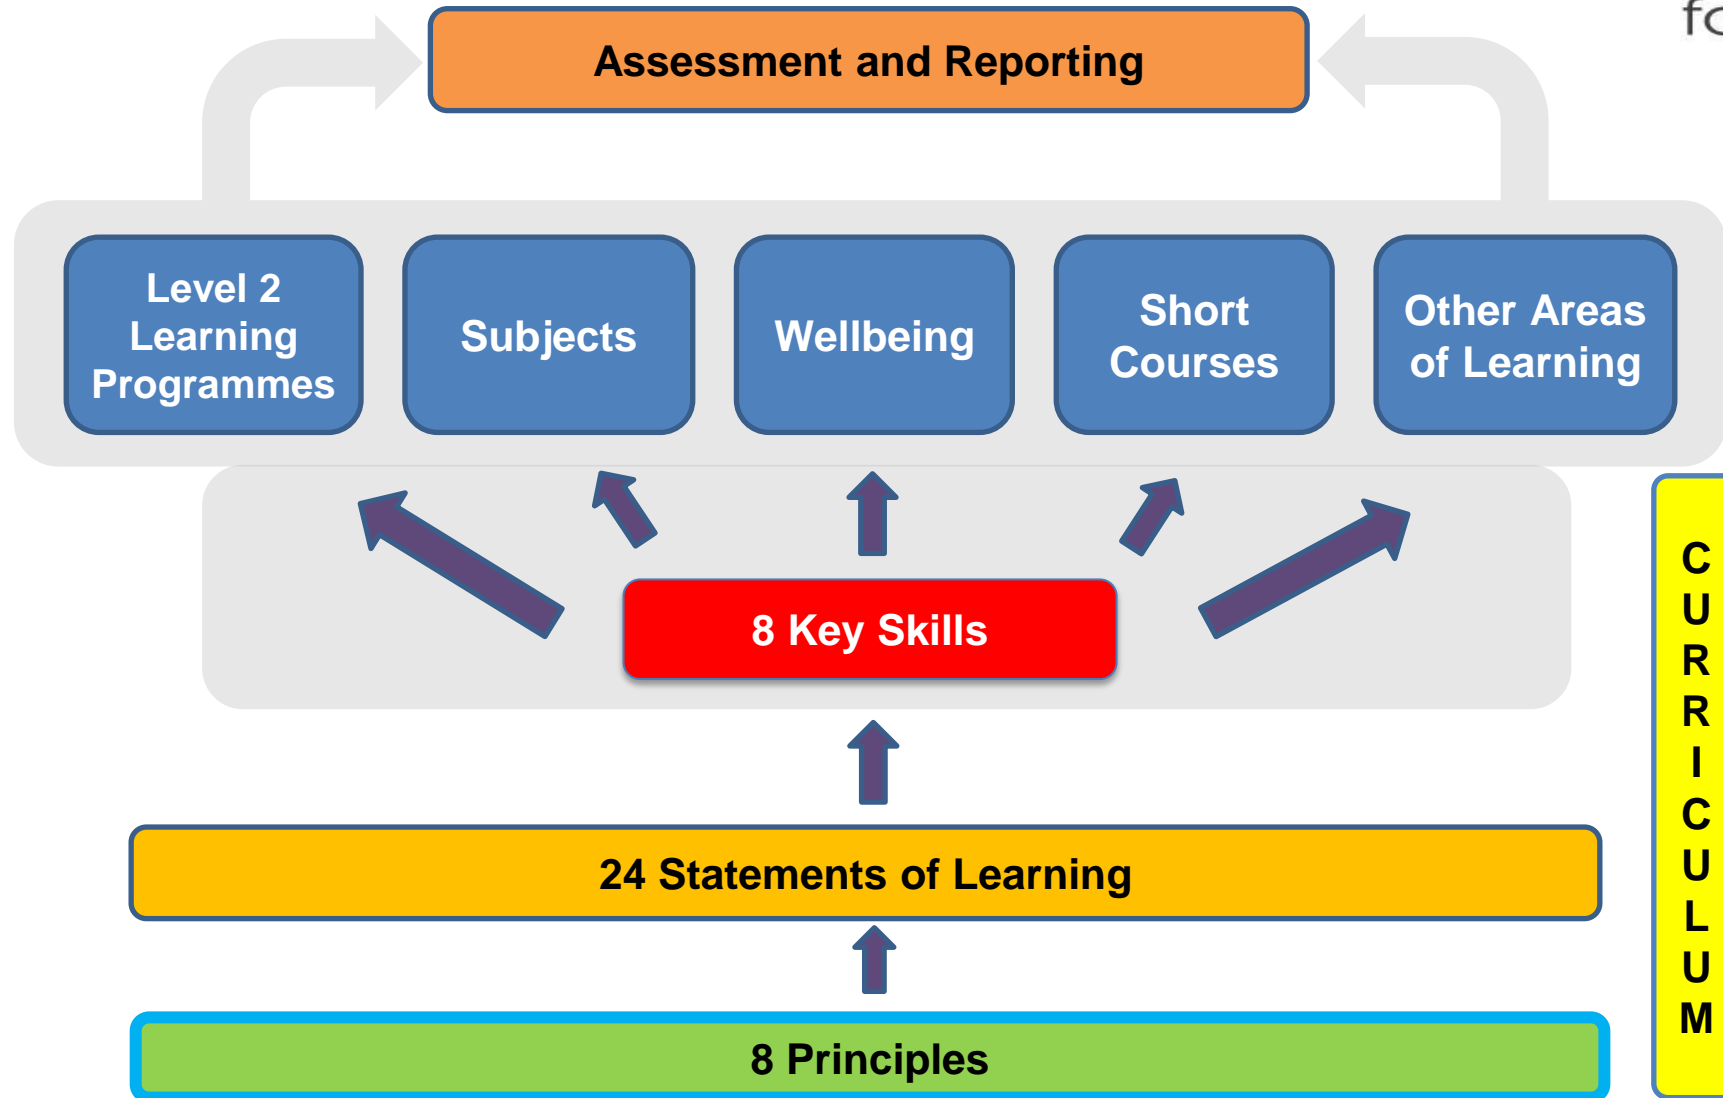 Assessment and Reporting
Level 2
Learning
Programmes
Subjects
Wellbeing
Short
Courses
Other Areas
of Learning
8 Key Skills
24 Statements of Learning
8 Principles
C
U
R
R
I
C
U
L
U
M